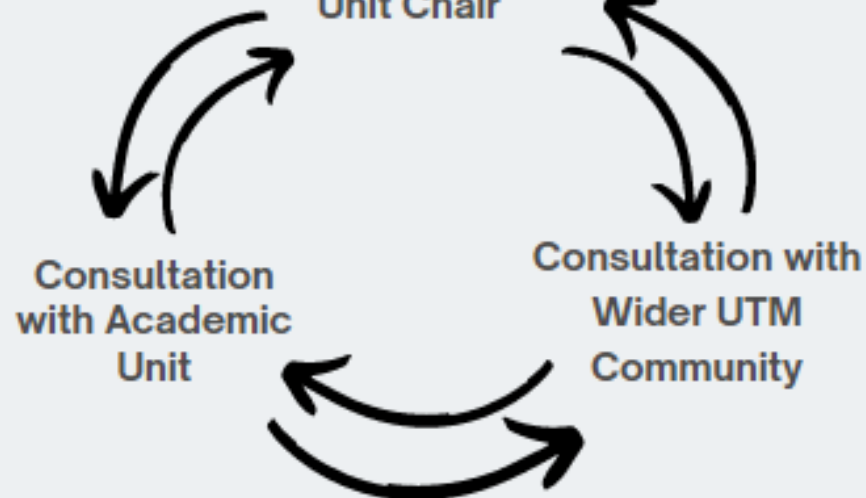 Unit Chair
Consultation
with Academic
Unit
Consultation with
Wider UTM
Community